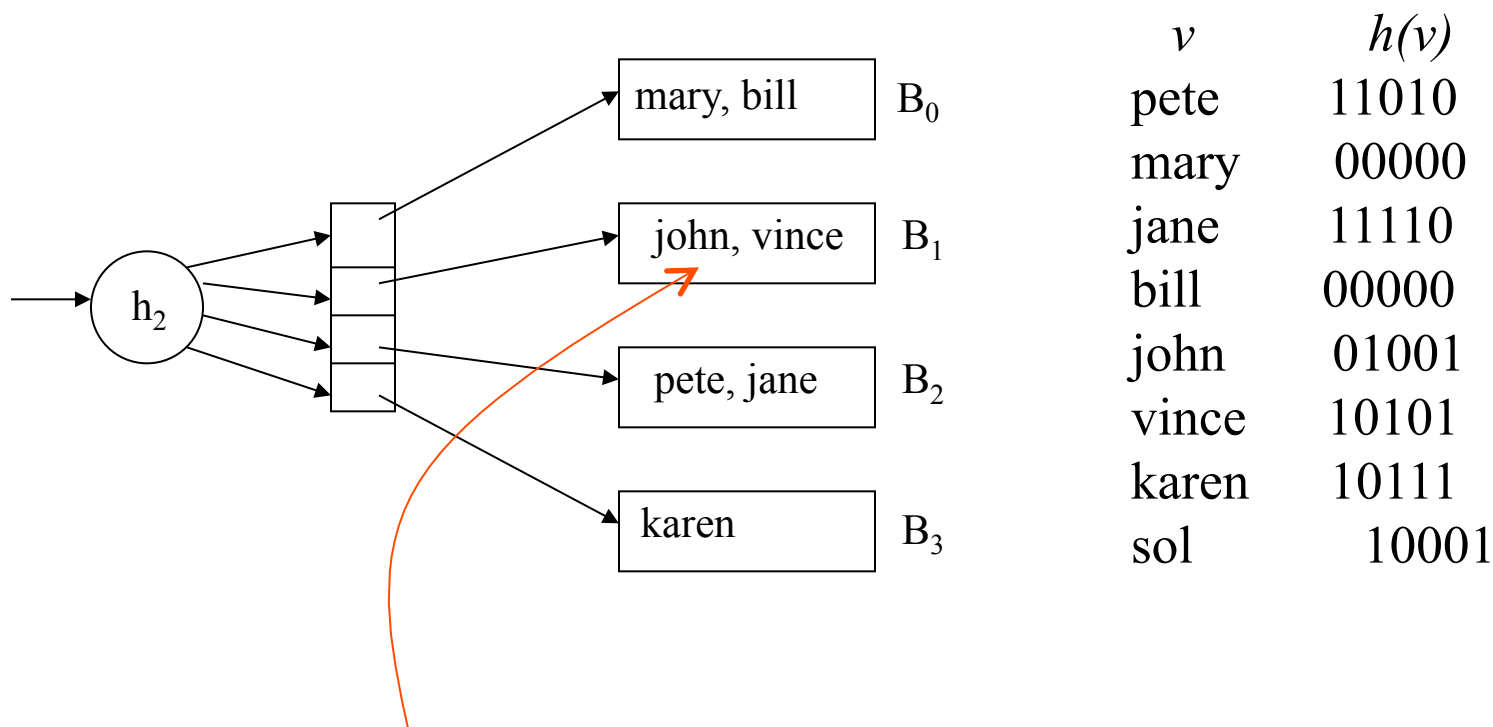 v h(v)
mary, bill B₀ pete 11010
mary 00000
john, vince B₁ jane 11110
h₂ bill 00000
pete, jane B₂ john 01001
vince 10101
karen B₃ karen 10111
sol 10001